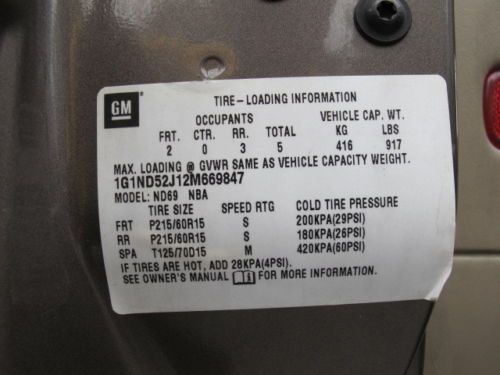 GM
TIRE-LOADING INFORMATION
OCCUPANTS VEHICLE CAP. WT.
FRT. CTR. RR. TOTAL KG LBS
2 0 3 5 416 917
MAX. LOADING @ GVWR SAME AS VEHICLE CAPACITY WEIGHT.
1G1ND52J12M669847
MODEL: ND69 NBA
TIRE SIZE SPEED RTG COLD TIRE PRESSURE
FRT P215/60R15 S 200KPA(29PSI)
RR P215/60R15 S 180KPA(26PSI)
SPA T125/70D15 M 420KPA(60PSI)
IF TIRES ARE HOT, ADD 28KPA(4PSI).
SEE OWNER'S MANUAL FOR MORE INFORMATION.